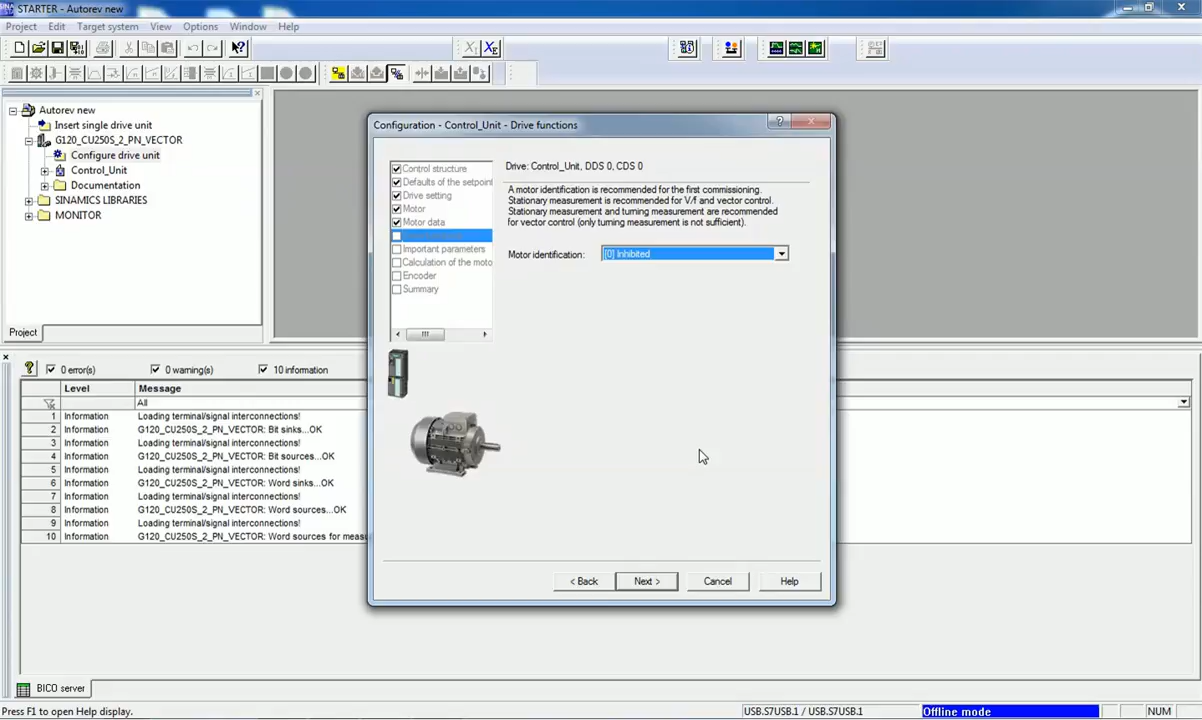 STARTER - Autorev new
Project Edit Target system View Options Window Help
Autorev new
Insert single drive unit
G120_CU250S_2_PN_VECTOR
Configure drive unit
Control_Unit
Documentation
SINAMICS LIBRARIES
MONITOR
Project
Configuration - Control_Unit - Drive functions
Control structure
Defaults of the setpoint
Drive setting
Motor
Motor data
Important parameters
Calculation of the moto
Encoder
Summary
Drive: Control_Unit, DDS 0, CDS 0
A motor identification is recommended for the first commissioning.
Stationary measurement is recommended for V/f and vector control.
Stationary measurement and turning measurement are recommended
for vector control (only turning measurement is not sufficient).
Motor identification: [0] Inhibited
< Back Next > Cancel Help
0 error(s) 0 warning(s) 10 information
Level Message
All
1 Information Loading terminal/signal interconnections!
2 Information G120_CU250S_2_PN_VECTOR: Bit sinks...OK
3 Information Loading terminal/signal interconnections!
4 Information G120_CU250S_2_PN_VECTOR: Bit sources...OK
5 Information Loading terminal/signal interconnections!
6 Information G120_CU250S_2_PN_VECTOR: Word sinks...OK
7 Information Loading terminal/signal interconnections!
8 Information G120_CU250S_2_PN_VECTOR: Word sources...OK
9 Information Loading terminal/signal interconnections!
10 Information G120_CU250S_2_PN_VECTOR: Word sources for meas
BICO server
Press F1 to open Help display. USB.S7USB.1 / USB.S7USB.1 Offline mode NUM